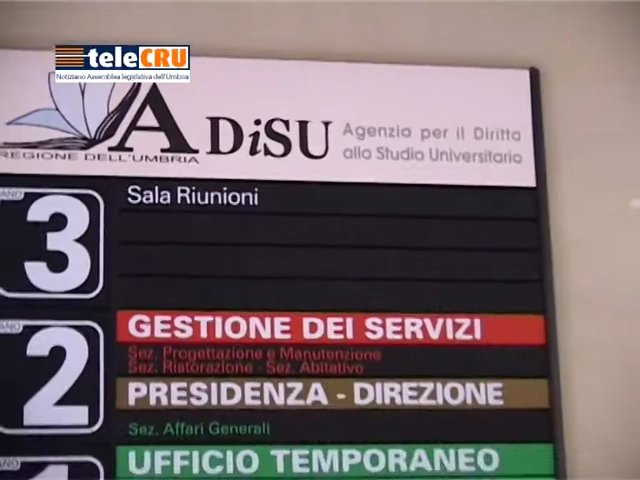 teleCRU
Notiziario Assemblea legislativa dell'Umbria
ADiSU
Agenzia per il Diritto
allo Studio Universitario
REGIONE DELL'UMBRIA
3
Sala Riunioni
2
GESTIONE DEI SERVIZI
Sez. Progettazione e Manutenzione
Sez. Ristorazione - Sez. Abitativo
PRESIDENZA - DIREZIONE
Sez. Affari Generali
1
UFFICIO TEMPORANEO